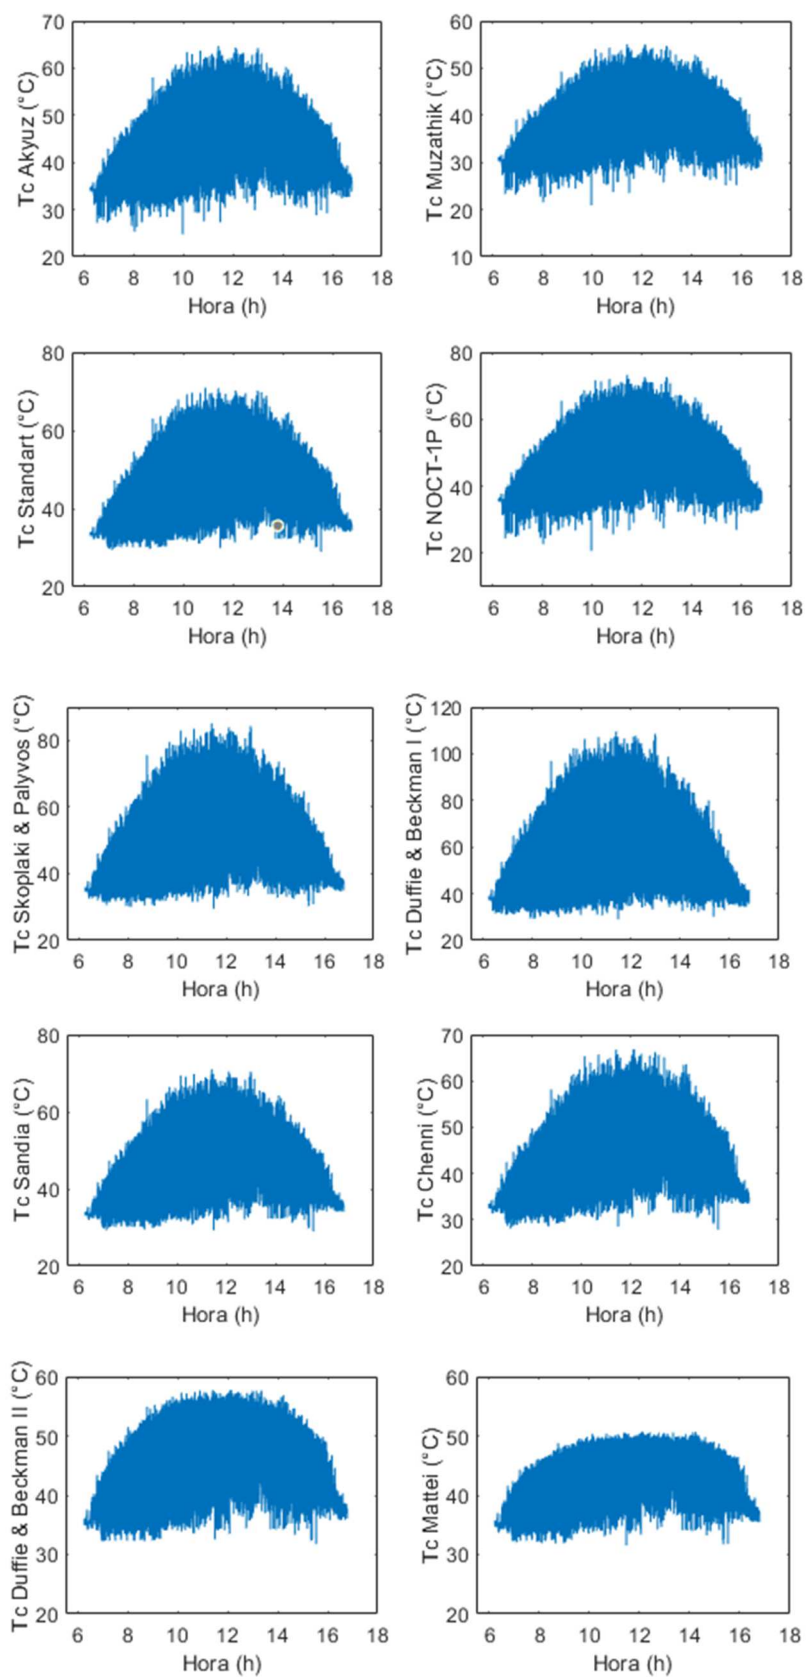 70
60
50
40
30
20
Tc Akyuz (°C)
6 8 10 12 14 16 18
Hora (h)
60
50
40
30
20
10
Tc Muzathik (°C)
6 8 10 12 14 16 18
Hora (h)
80
60
40
20
Tc Standart (°C)
6 8 10 12 14 16 18
Hora (h)
80
60
40
20
Tc NOCT-1P (°C)
6 8 10 12 14 16 18
Hora (h)
80
60
40
20
Tc Skoplaki & Palyvos (°C)
6 8 10 12 14 16 18
Hora (h)
120
100
80
60
40
20
Tc Duffie & Beckman I (°C)
6 8 10 12 14 16 18
Hora (h)
80
60
40
20
Tc Sandia (°C)
6 8 10 12 14 16 18
Hora (h)
70
60
50
40
30
20
Tc Chenni (°C)
6 8 10 12 14 16 18
Hora (h)
60
50
40
30
20
Tc Duffie & Beckman II (°C)
6 8 10 12 14 16 18
Hora (h)
60
50
40
30
20
Tc Mattei (°C)
6 8 10 12 14 16 18
Hora (h)